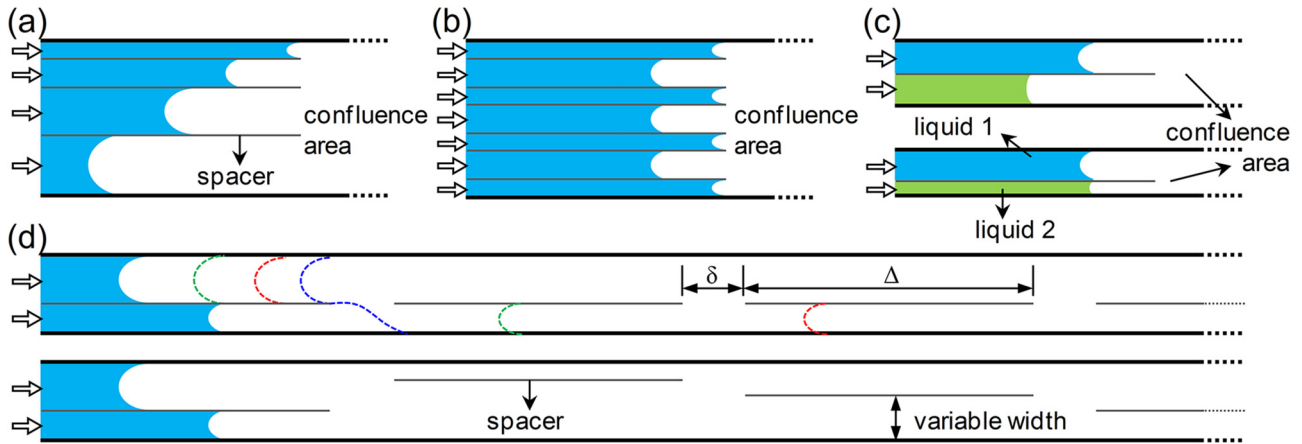 (a)
confluence
area
spacer
(b)
confluence
area
(c)
liquid 1
confluence
area
liquid 2
(d)
δ
Δ
spacer
variable width